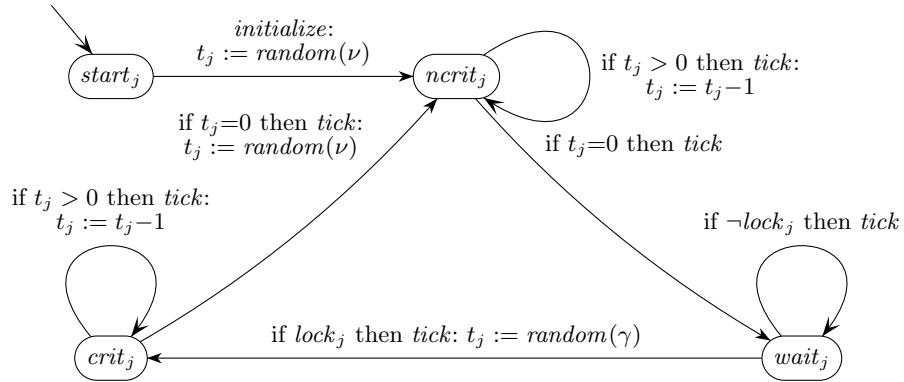 initialize:
t_j := random(ν)
start_j
ncrit_j
if t_j > 0 then tick:
t_j := t_j−1
if t_j=0 then tick:
t_j := random(ν)
if t_j=0 then tick
if t_j > 0 then tick:
t_j := t_j−1
if ¬lock_j then tick
if lock_j then tick: t_j := random(γ)
crit_j
wait_j